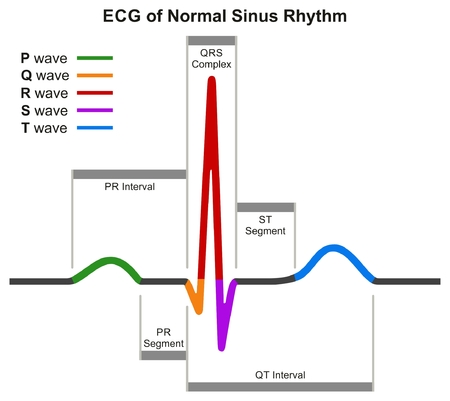 ECG of Normal Sinus Rhythm
P wave
Q wave
R wave
S wave
T wave
QRS
Complex
PR Interval
ST
Segment
PR
Segment
QT Interval